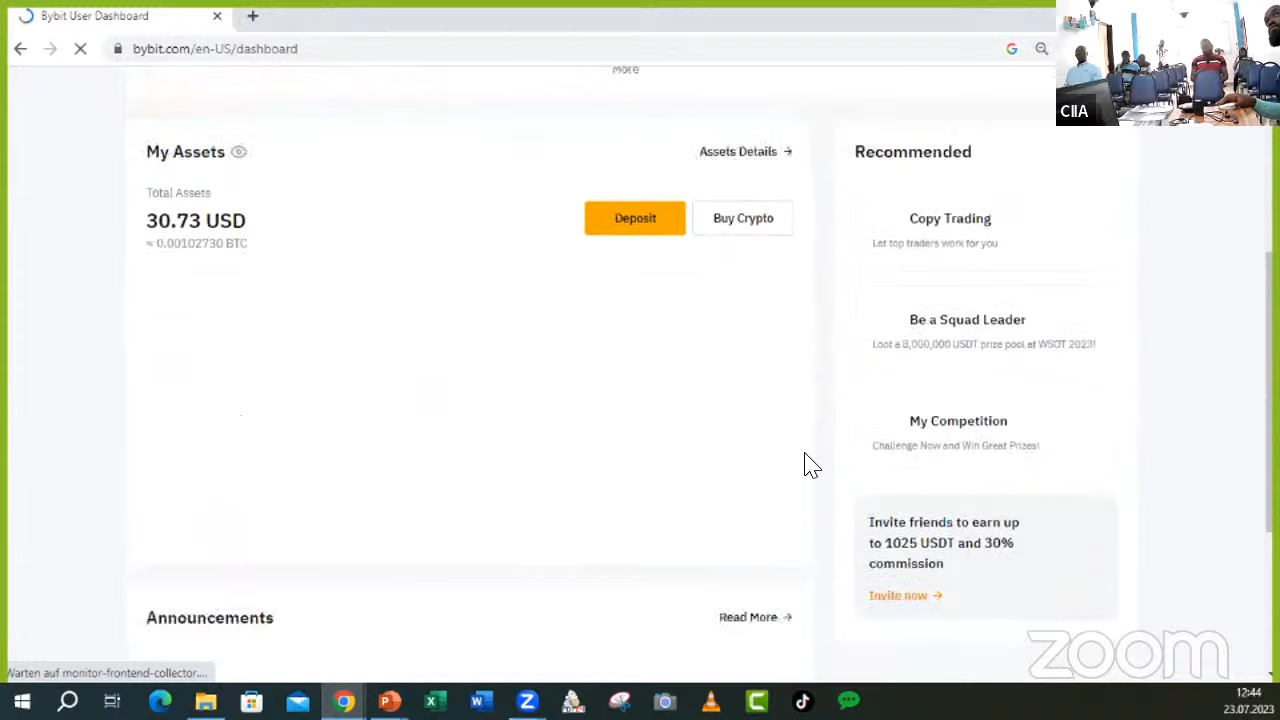 Bybit User Dashboard
bybit.com/en-US/dashboard
CIIA
More
My Assets
Assets Details →
Total Assets
30.73 USD
≈ 0.00102730 BTC
Deposit
Buy Crypto
Recommended
Copy Trading
Let top traders work for you
Be a Squad Leader
Loot a 8,000,000 USDT prize pool at WSOT 2023!
My Competition
Challenge Now and Win Great Prizes!
Invite friends to earn up
to 1025 USDT and 30%
commission
Invite now →
Announcements
Read More →
zoom
Warten auf monitor-frontend-collector....
12:44
23.07.2023